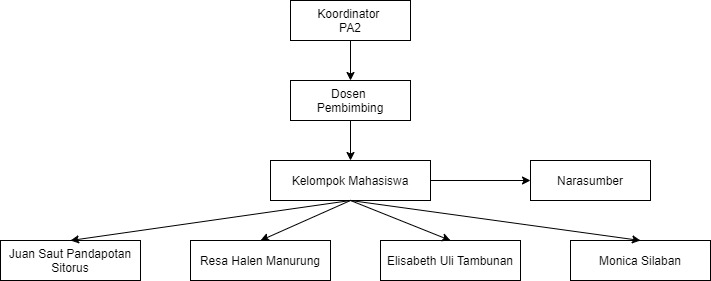 Koordinator
PA2
Dosen
Pembimbing
Kelompok Mahasiswa
Narasumber
Juan Saut Pandapotan
Sitorus
Resa Halen Manurung
Elisabeth Uli Tambunan
Monica Silaban